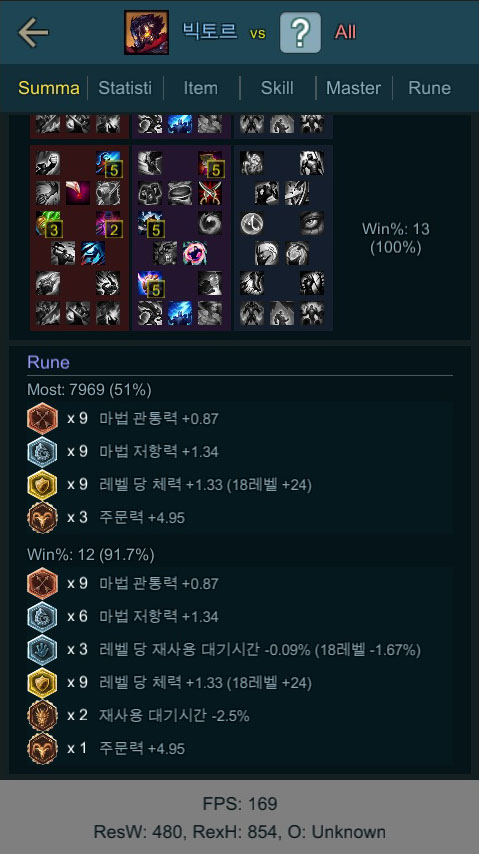 빅토르 vs ? All
Summa Statisti Item Skill Master Rune
5 5
3 2 5
5
Win%: 13
(100%)
Rune
Most: 7969 (51%)
x 9 마법 관통력 +0.87
x 9 마법 저항력 +1.34
x 9 레벨 당 체력 +1.33 (18레벨 +24)
x 3 주문력 +4.95
Win%: 12 (91.7%)
x 9 마법 관통력 +0.87
x 6 마법 저항력 +1.34
x 3 레벨 당 재사용 대기시간 -0.09% (18레벨 -1.67%)
x 9 레벨 당 체력 +1.33 (18레벨 +24)
x 2 재사용 대기시간 -2.5%
x 1 주문력 +4.95
FPS: 169
ResW: 480, RexH: 854, O: Unknown